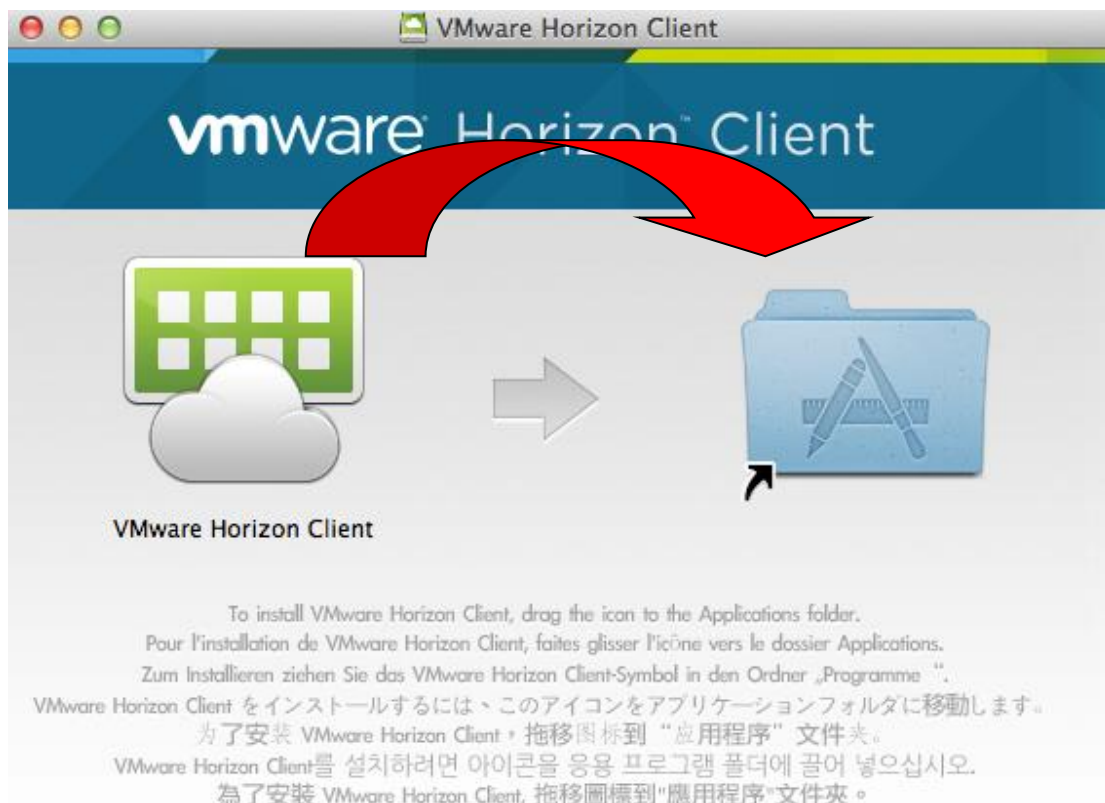 VMware Horizon Client
vmware Horizon™ Client
VMware Horizon Client
To install VMware Horizon Client, drag the icon to the Applications folder.
Pour l'installation de VMware Horizon Client, faites glisser l'icône vers le dossier Applications.
Zum Installieren ziehen Sie das VMware Horizon Client-Symbol in den Ordner „Programme “.
VMware Horizon Client をインストールするには、このアイコンをアプリケーションフォルダに移動します。
为了安装 VMware Horizon Client，拖移图标到“应用程序”文件夹。
VMware Horizon Client를 설치하려면 아이콘을 응용 프로그램 폴더에 끌어 넣으십시오.
為了安裝 VMware Horizon Client, 拖移圖標到"應用程序"文件夾。